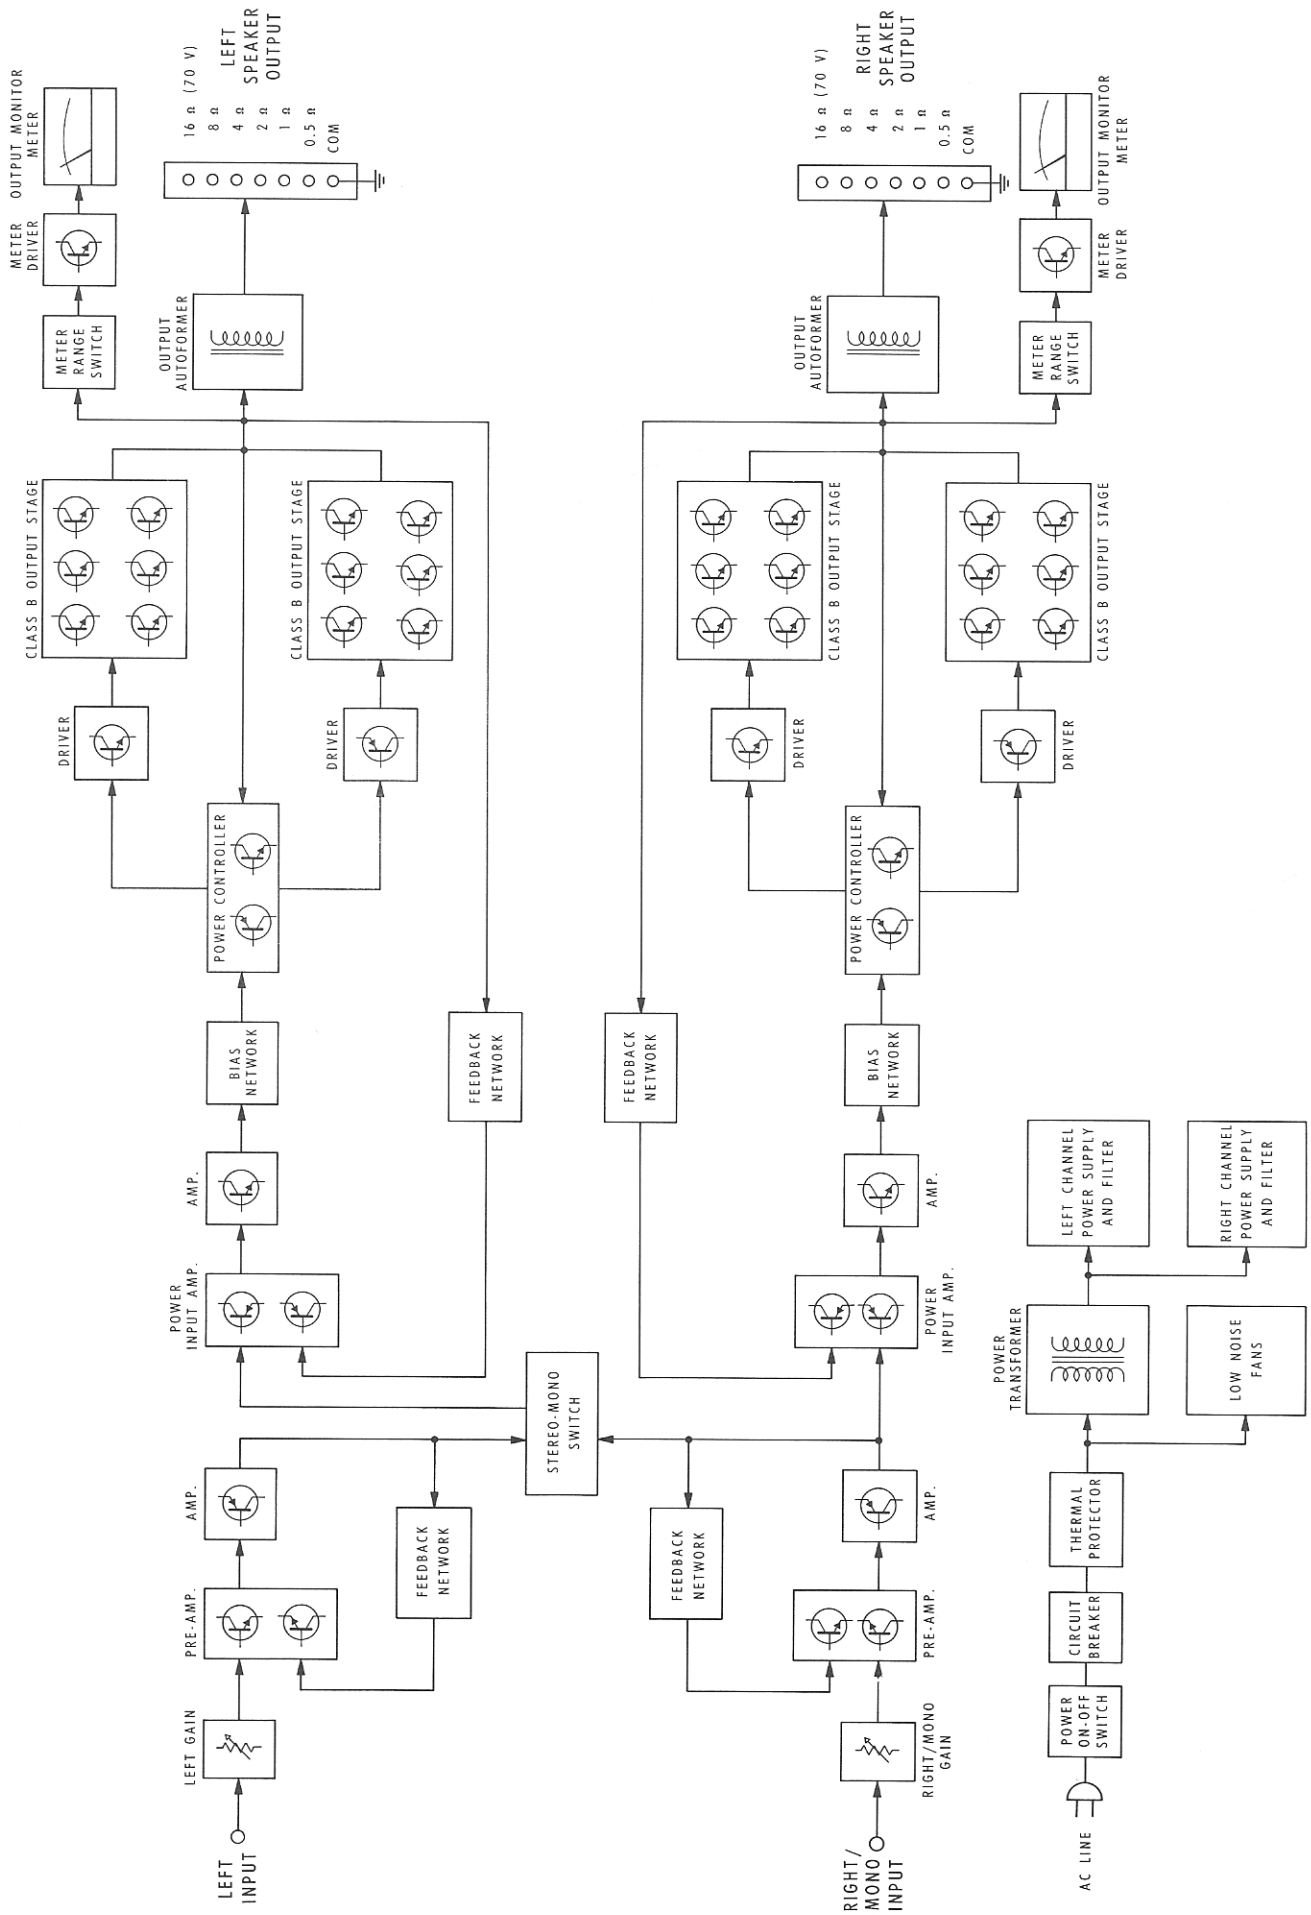 LEFT
INPUT
LEFT GAIN
PRE-AMP.
AMP.
FEEDBACK
NETWORK
STEREO-MONO
SWITCH
POWER
INPUT AMP.
AMP.
BIAS
NETWORK
FEEDBACK
NETWORK
POWER CONTROLLER
DRIVER
DRIVER
CLASS B OUTPUT STAGE
CLASS B OUTPUT STAGE
METER
RANGE
SWITCH
METER
DRIVER
OUTPUT MONITOR
METER
OUTPUT
AUTOFORMER
16 Ω (70 V)
8 Ω
4 Ω
2 Ω
1 Ω
0.5 Ω
COM
LEFT
SPEAKER
OUTPUT
RIGHT/
MONO
INPUT
RIGHT/MONO
GAIN
PRE-AMP.
AMP.
FEEDBACK
NETWORK
POWER
INPUT AMP.
AMP.
BIAS
NETWORK
FEEDBACK
NETWORK
POWER CONTROLLER
DRIVER
DRIVER
CLASS B OUTPUT STAGE
CLASS B OUTPUT STAGE
OUTPUT
AUTOFORMER
METER
RANGE
SWITCH
METER
DRIVER
OUTPUT MONITOR
METER
16 Ω (70 V)
8 Ω
4 Ω
2 Ω
1 Ω
0.5 Ω
COM
RIGHT
SPEAKER
OUTPUT
AC LINE
POWER
ON-OFF
SWITCH
CIRCUIT
BREAKER
THERMAL
PROTECTOR
POWER
TRANSFORMER
LOW NOISE
FANS
LEFT CHANNEL
POWER SUPPLY
AND FILTER
RIGHT CHANNEL
POWER SUPPLY
AND FILTER